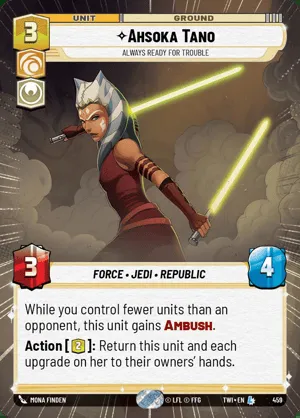 UNIT GROUND
3
✧AHSOKA TANO
ALWAYS READY FOR TROUBLE
3
4
FORCE • JEDI • REPUBLIC
While you control fewer units than an
opponent, this unit gains AMBUSH.
Action [2]: Return this unit and each
upgrade on her to their owners' hands.
MONA FINDEN
© LFL © FFG
TWI • EN
459